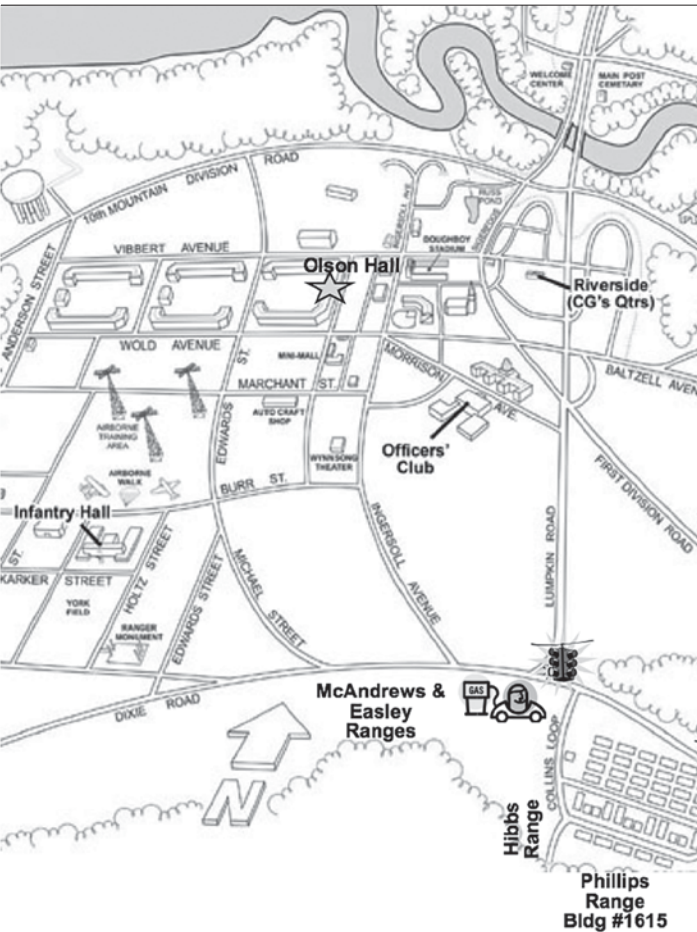 WELCOME
CENTER
MAIN POST
CEMETARY
10th MOUNTAIN DIVISION ROAD
RUSS
POND
INGERSOLL AVE
VIBBERT AVENUE
DOUGHBOY
STADIUM
Olson Hall
Riverside
(CG's Qtrs)
ANDERSON STREET
WOLD AVENUE
ST.
MINI-MALL
MORRISON AVE.
BALTZELL AVEN
MARCHANT ST.
AUTO CRAFT
SHOP
EDWARDS
AIRBORNE
TRAINING
AREA
WYNNSONG
THEATER
Officers'
Club
AIRBORNE
WALK
BURR ST.
FIRST DIVISION ROAD
Infantry Hall
ST.
KARKER STREET
HOLTZ STREET
MICHAEL STREET
INGERSOLL AVENUE
LUMPKIN ROAD
YORK
FIELD
RANGER
MONUMENT
EDWARDS STREET
DIXIE ROAD
McAndrews &
Easley
Ranges
GAS
COLLINS LOOP
N
Hibbs
Range
Phillips
Range
Bldg #1615